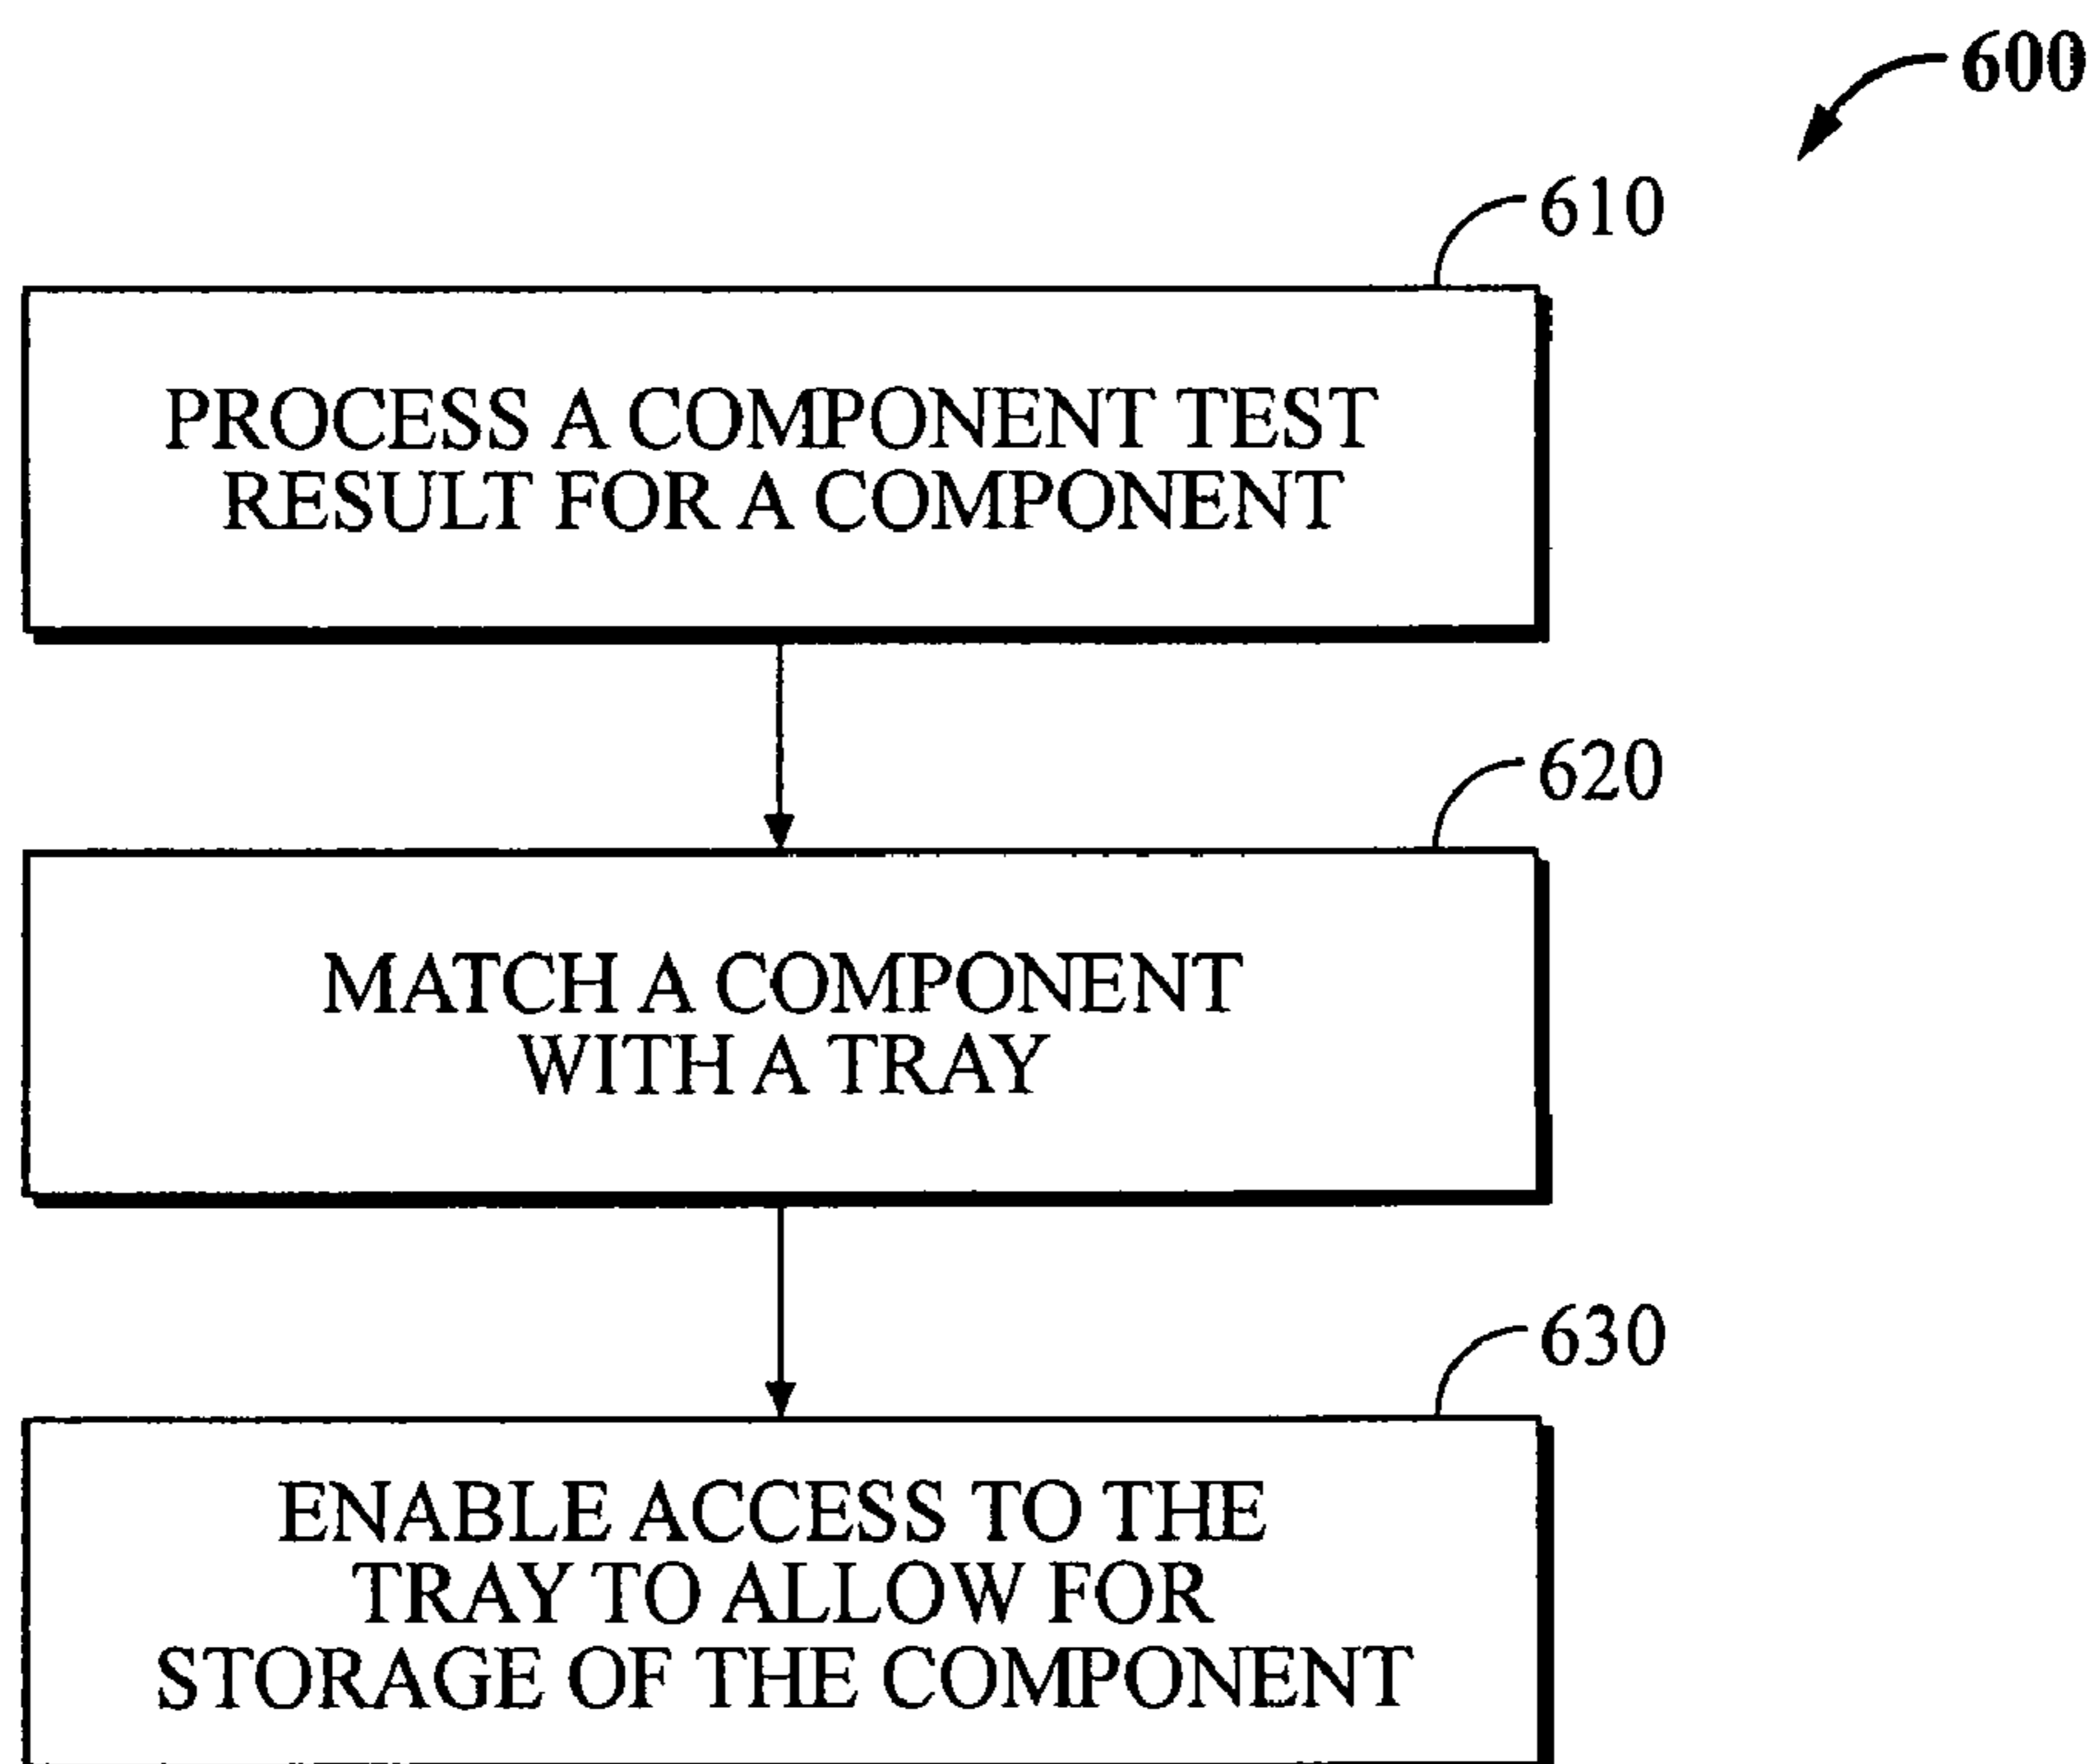 600
610
PROCESS A COMPONENT TEST
RESULT FOR A COMPONENT
620
MATCH A COMPONENT
WITH A TRAY
630
ENABLE ACCESS TO THE
TRAY TO ALLOW FOR
STORAGE OF THE COMPONENT